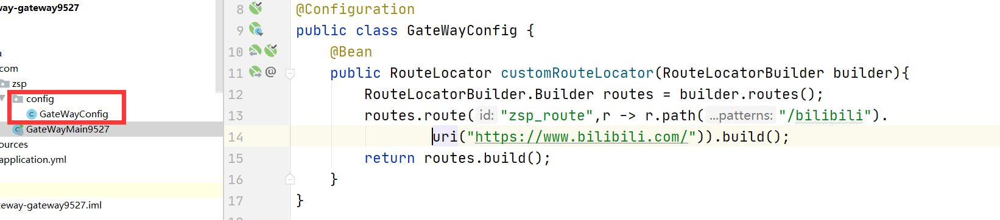 way-gateway9527
a
com
zsp
config
GateWayConfig
GateWayMain9527
ources
application.yml
teway-gateway9527.iml
8 @Configuration
9 public class GateWayConfig {
10 @Bean
11 @ public RouteLocator customRouteLocator(RouteLocatorBuilder builder){
12 RouteLocatorBuilder.Builder routes = builder.routes();
13 routes.route( id: "zsp_route",r -> r.path( ...patterns: "/bilibili").
14 uri("https://www.bilibili.com/")).build();
15 return routes.build();
16 }
17 }